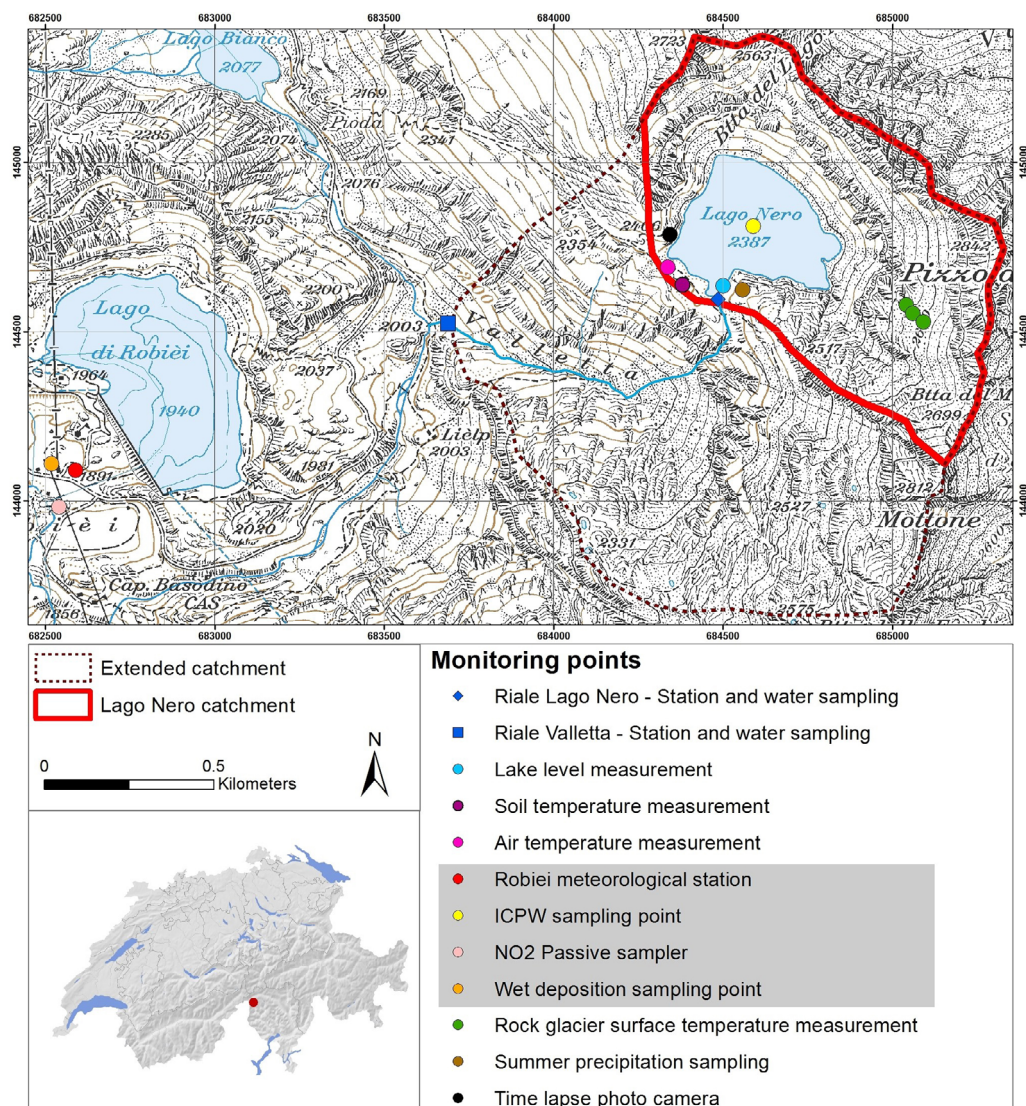 682500 683000 683500 684000 684500 685000
Lago Bianco
2077
2723
2563
Btta del Lago
2169
Pioda
2285
2074
2341
145000 145000
2076
2155
Lago Nero
2387
2354
2842
2200
Lago
di Robièi
1940
2003
Valletta
144500 144500
2517
1964
2037
Btta del M
2699
Lièlp
2003
1891
1981
2812
144000 144000
2020
2527
Mottone
2331
Cap. Basòdino
CAS
1856
2575
682500 683000 683500 684000 684500 685000
Extended catchment
Lago Nero catchment
N
0 0.5
Kilometers
Monitoring points
Riale Lago Nero - Station and water sampling
Riale Valletta - Station and water sampling
Lake level measurement
Soil temperature measurement
Air temperature measurement
Robiei meteorological station
ICPW sampling point
NO2 Passive sampler
Wet deposition sampling point
Rock glacier surface temperature measurement
Summer precipitation sampling
Time lapse photo camera